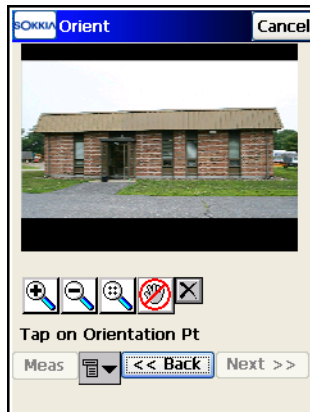 SOKKIA Orient Cancel
Tap on Orientation Pt
Meas << Back Next >>